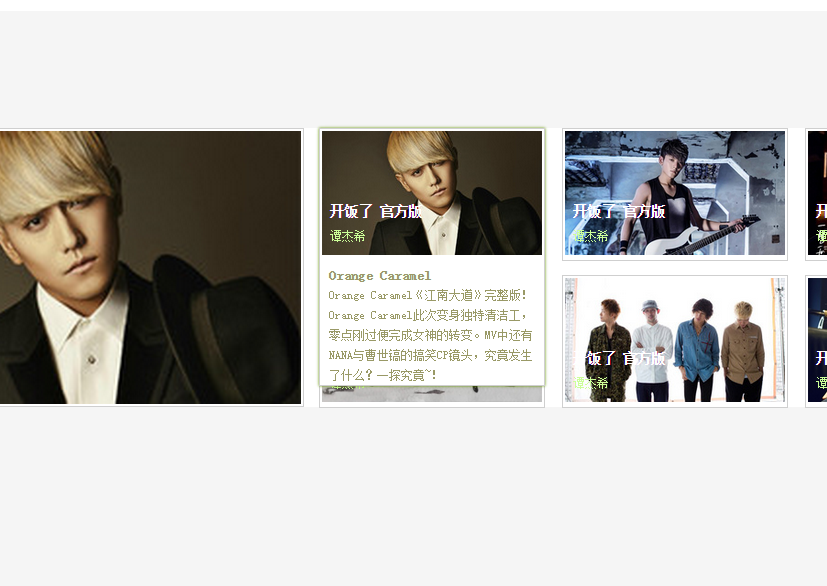 开饭了 官方版
谭杰希
Orange Caramel
Orange Caramel《江南大道》完整版！
Orange Caramel此次变身独特清洁工，
零点刚过便完成女神的转变。MV中还有
NANA与曹世镐的搞笑CP镜头，究竟发生
了什么？一探究竟~！
谭杰希
开饭了 官方版
谭杰希
开饭了 官方版
谭杰希
开
谭
开
谭